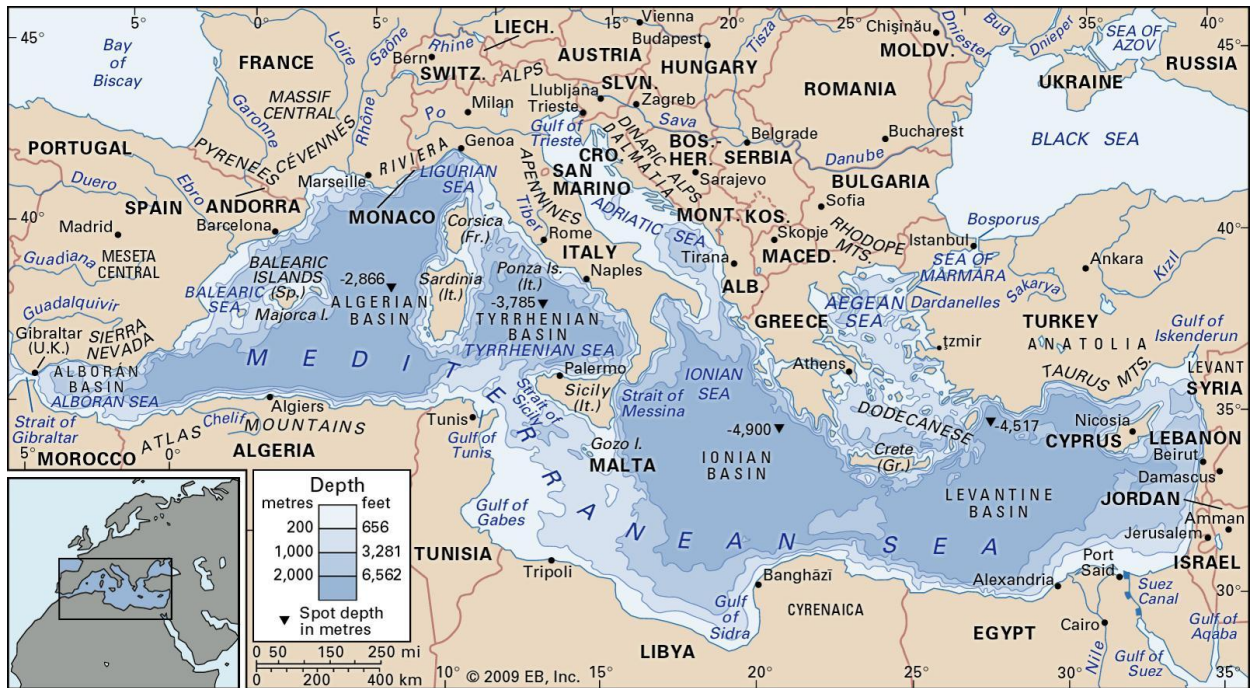 5°
0°
5°
10°
15°
20°
25°
30°
35°
40°
45°
45°
40°
40°
35°
30°
5°
0°
10°
15°
20°
30°
35°
Bay
of
Biscay
FRANCE
Loire
Saône
Rhine
Bern
SWITZ.
LIECH.
ALPS
AUSTRIA
Vienna
Budapest
HUNGARY
Tisza
Chişinău
MOLDV.
Dniester
Bug
Dnieper
SEA OF
AZOV
RUSSIA
UKRAINE
ROMANIA
MASSIF
CENTRAL
Garonne
Rhône
CÉVENNES
PYRENEES
Po
Milan
Genoa
RIVIERA
Llubljana
Trieste
SLVN.
Zagreb
Gulf of
Trieste
Sava
Belgrade
Bucharest
Danube
BLACK SEA
PORTUGAL
Duero
SPAIN
Ebro
ANDORRA
Barcelona
Madrid
MESETA
CENTRAL
Guadiana
Guadalquivir
Gibraltar
(U.K.)
SIERRA
NEVADA
Marseille
MONACO
LIGURIAN
SEA
Corsica
(Fr.)
APENNINES
Tiber
SAN
MARINO
CRO.
DALMATIA
DINARIC ALPS
BOS.-
HER.
SERBIA
Sarajevo
BULGARIA
Sofia
MONT.
KOS.
Skopje
MACED.
RHODOPE
MTS.
ADRIATIC SEA
Rome
ITALY
Naples
Tirana
ALB.
Istanbul
Bosporus
SEA OF
MARMARA
Dardanelles
Ankara
Kızıl
Sakarya
BALEARIC
ISLANDS
(Sp.)
BALEARIC
SEA
Majorca I.
-2,866
ALGERIAN
BASIN
Sardinia
(It.)
Ponza Is.
(It.)
-3,785
TYRRHENIAN
BASIN
TYRRHENIAN SEA
GREECE
AEGEAN
SEA
TURKEY
ANATOLIA
ţzmir
Gulf of
Iskenderun
TAURUS MTS.
LEVANT
SYRIA
ALBORÁN
BASIN
ALBORÁN SEA
Strait of
Gibraltar
MEDITERRANEAN SEA
Palermo
Sicily
(It.)
Strait of
Sicily
Strait of
Messina
IONIAN
SEA
Athens
DODECANESE
-4,900
IONIAN
BASIN
Crete
(Gr.)
-4,517
LEVANTINE
BASIN
Nicosia
CYPRUS
LEBANON
Beirut
Damascus
JORDAN
Amman
Jerusalem
ISRAEL
MOROCCO
ATLAS
MOUNTAINS
Chelif
Algiers
ALGERIA
Tunis
Gulf of
Tunis
Gozo I.
MALTA
Gulf of
Gabes
TUNISIA
Tripoli
Gulf
of
Sidra
Banghāzī
CYRENAICA
LIBYA
Alexandria
Port
Said
Suez
Canal
Cairo
EGYPT
Nile
Gulf of
Suez
Gulf of
Aqaba
Depth
metres feet
200 656
1,000 3,281
2,000 6,562
Spot depth
in metres
0 50 150 250 mi
0 200 400 km
© 2009 EB, Inc.